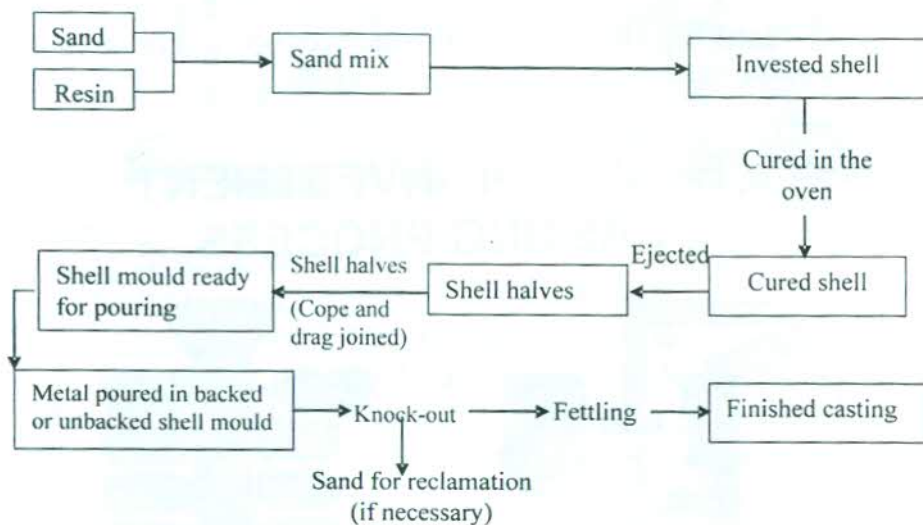 Sand
Resin
Sand mix
Invested shell
Cured in the
oven
Cured shell
Ejected
Shell halves
Shell halves
(Cope and
drag joined)
Shell mould ready
for pouring
Metal poured in backed
or unbacked shell mould
Knock-out
Sand for reclamation
(if necessary)
Fettling
Finished casting